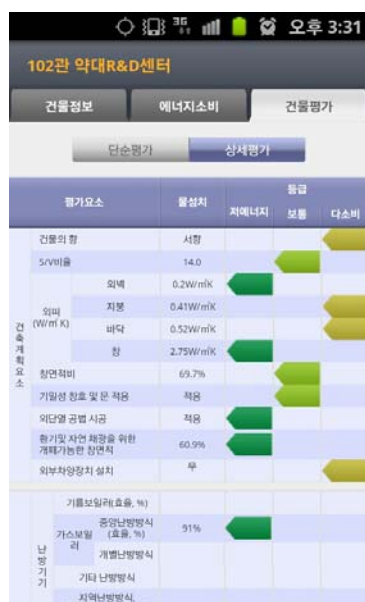 3G
오후 3:31
102관 약대R&D센터
건물정보 에너지소비 건물평가
단순평가 상세평가
평가요소 물성치 등급
저에너지 보통 다소비
건축계획요소
건물의 향 서향
S/V비율 14.0
외피 (W/㎡K)
외벽 0.2W/㎡K
지붕 0.41W/㎡K
바닥 0.52W/㎡K
창 2.75W/㎡K
창면적비 69.7%
기밀성 창호 및 문 적용 적용
외단열 공법 시공 적용
환기및 자연 채광을 위한
개폐가능한 창면적 60.9%
외부차양장치 설치 무
난방기기
기름보일러(효율, %)
가스보일러
중앙난방방식
(효율, %) 91%
개별난방방식
기타 난방방식
지역난방방식,